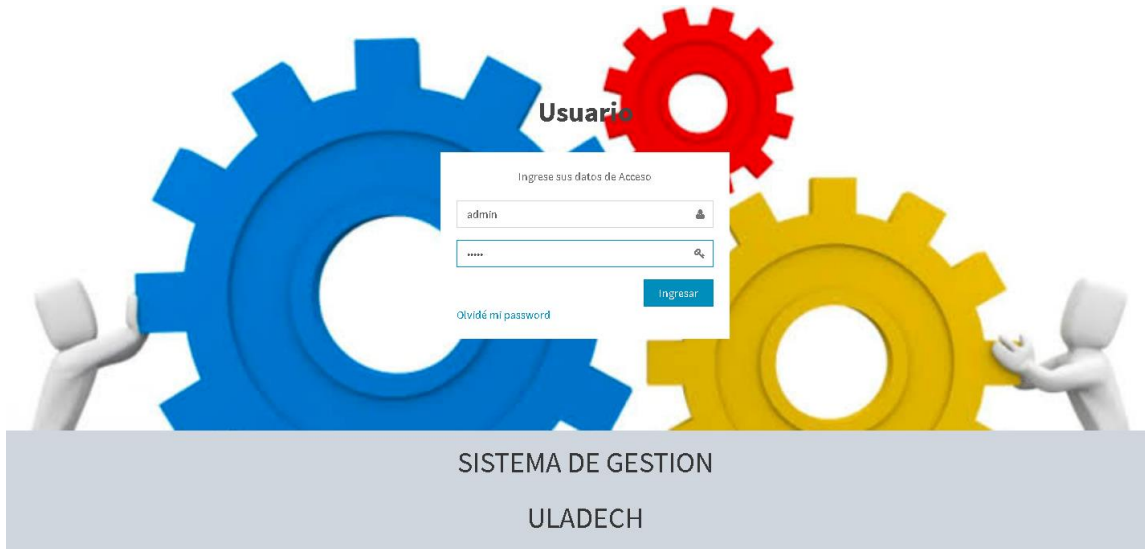 Usuario
Ingrese sus datos de Acceso
admin
•••••
Ingresar
Olvidé mi password
SISTEMA DE GESTION
ULADECH